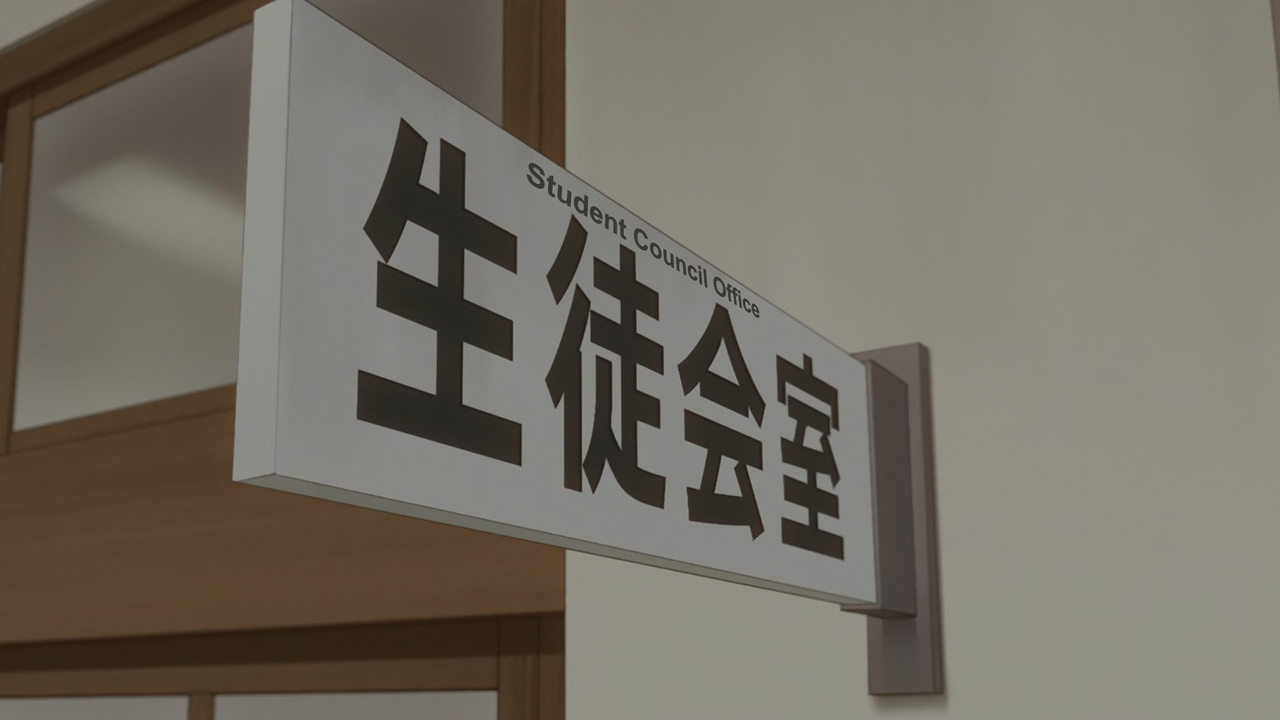 Student Council Office
生徒会室